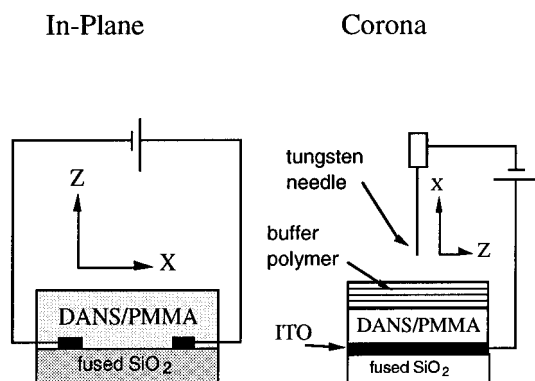 In-Plane
Z
X
DANS/PMMA
fused SiO2
Corona
tungsten
needle
X
Z
buffer
polymer
DANS/PMMA
ITO
fused SiO2